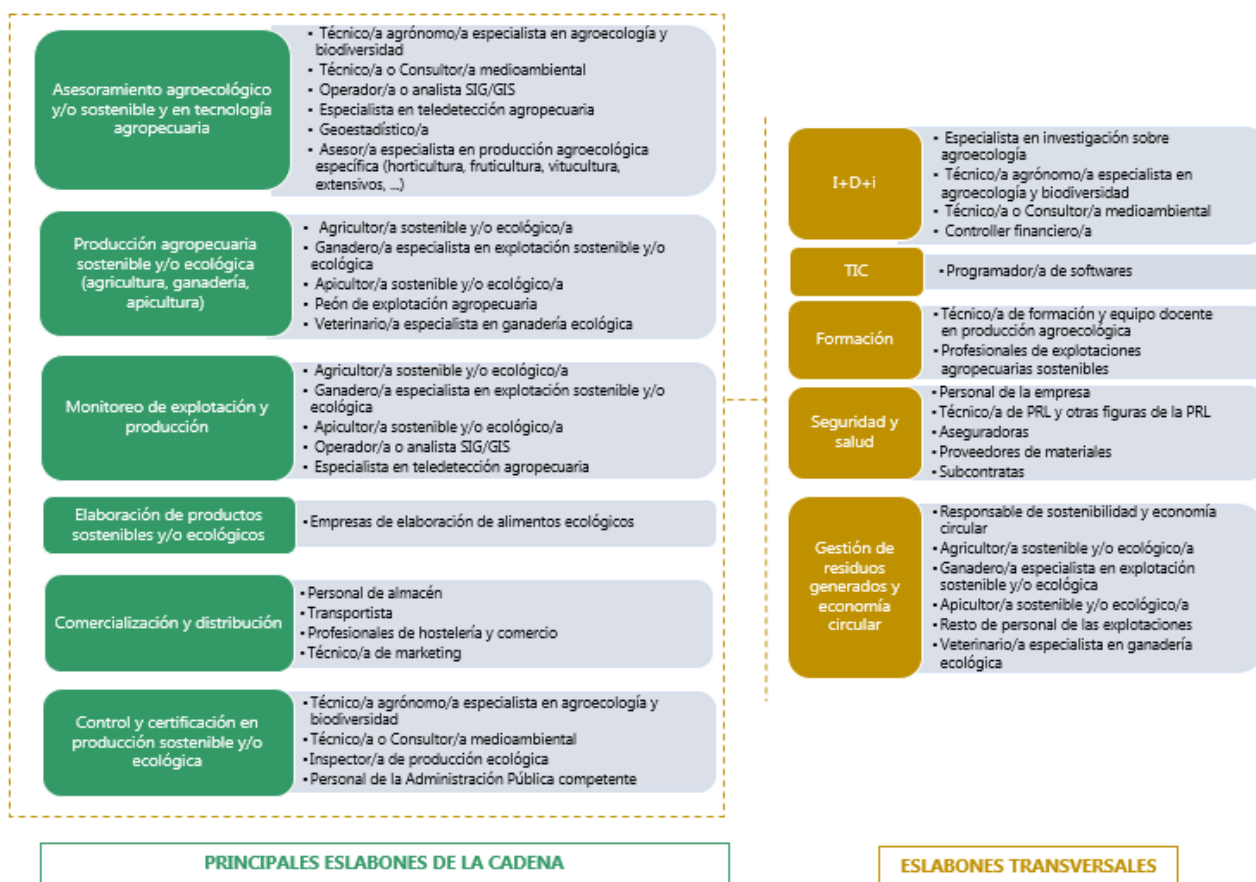 Asesoramiento agroecológico
y/o sostenible y en tecnología
agropecuaria
▪ Técnico/a agrónomo/a especialista en agroecología y
biodiversidad
▪ Técnico/a o Consultor/a medioambiental
▪ Operador/a o analista SIG/GIS
▪ Especialista en teledetección agropecuaria
▪ Geoestadístico/a
▪ Asesor/a especialista en producción agroecológica
específica (horticultura, fruticultura, vitucultura,
extensivos, ...)
Producción agropecuaria
sostenible y/o ecológica
(agricultura, ganadería,
apicultura)
▪ Agricultor/a sostenible y/o ecológico/a
▪ Ganadero/a especialista en explotación sostenible y/o
ecológica
▪ Apicultor/a sostenible y/o ecológico/a
▪ Peón de explotación agropecuaria
▪ Veterinario/a especialista en ganadería ecológica
Monitoreo de explotación y
producción
▪ Agricultor/a sostenible y/o ecológico/a
▪ Ganadero/a especialista en explotación sostenible y/o
ecológica
▪ Apicultor/a sostenible y/o ecológico/a
▪ Operador/a o analista SIG/GIS
▪ Especialista en teledetección agropecuaria
Elaboración de productos
sostenibles y/o ecológicos
▪ Empresas de elaboración de alimentos ecológicos
Comercialización y distribución
▪ Personal de almacén
▪ Transportista
▪ Profesionales de hostelería y comercio
▪ Técnico/a de marketing
Control y certificación en
producción sostenible y/o
ecológica
▪ Técnico/a agrónomo/a especialista en agroecología y
biodiversidad
▪ Técnico/a o Consultor/a medioambiental
▪ Inspector/a de producción ecológica
▪ Personal de la Administración Pública competente
PRINCIPALES ESLABONES DE LA CADENA
I+D+i
▪ Especialista en investigación sobre
agroecología
▪ Técnico/a agrónomo/a especialista en
agroecología y biodiversidad
▪ Técnico/a o Consultor/a medioambiental
▪ Controller financiero/a
TIC
▪ Programador/a de softwares
Formación
▪ Técnico/a de formación y equipo docente
en producción agroecológica
▪ Profesionales de explotaciones
agropecuarias sostenibles
Seguridad y
salud
▪ Personal de la empresa
▪ Técnico/a de PRL y otras figuras de la PRL
▪ Aseguradoras
▪ Proveedores de materiales
▪ Subcontratas
Gestión de
residuos
generados y
economía
circular
▪ Responsable de sostenibilidad y economía
circular
▪ Agricultor/a sostenible y/o ecológico/a
▪ Ganadero/a especialista en explotación
sostenible y/o ecológica
▪ Apicultor/a sostenible y/o ecológico/a
▪ Resto de personal de las explotaciones
▪ Veterinario/a especialista en ganadería
ecológica
ESLABONES TRANSVERSALES